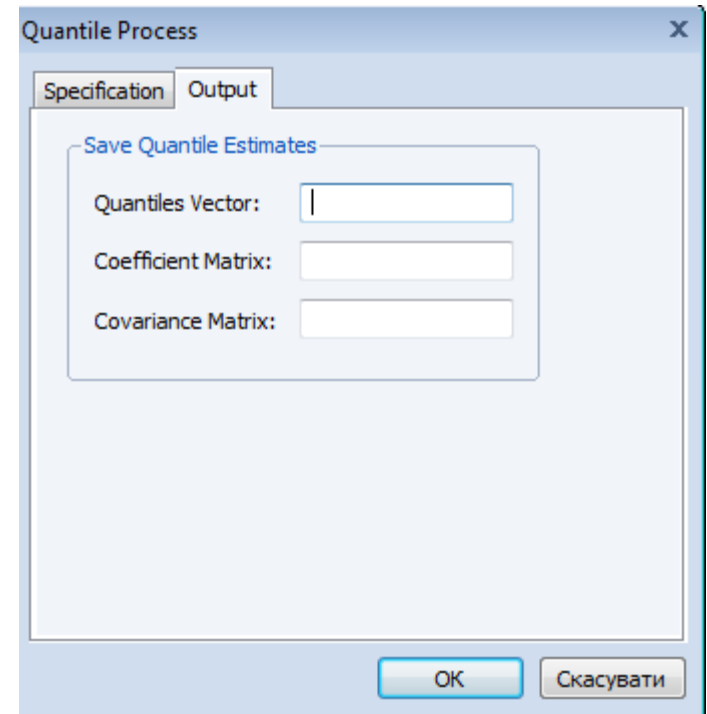 Quantile Process
Specification Output
Save Quantile Estimates
Quantiles Vector:
Coefficient Matrix:
Covariance Matrix:
OK Скасувати